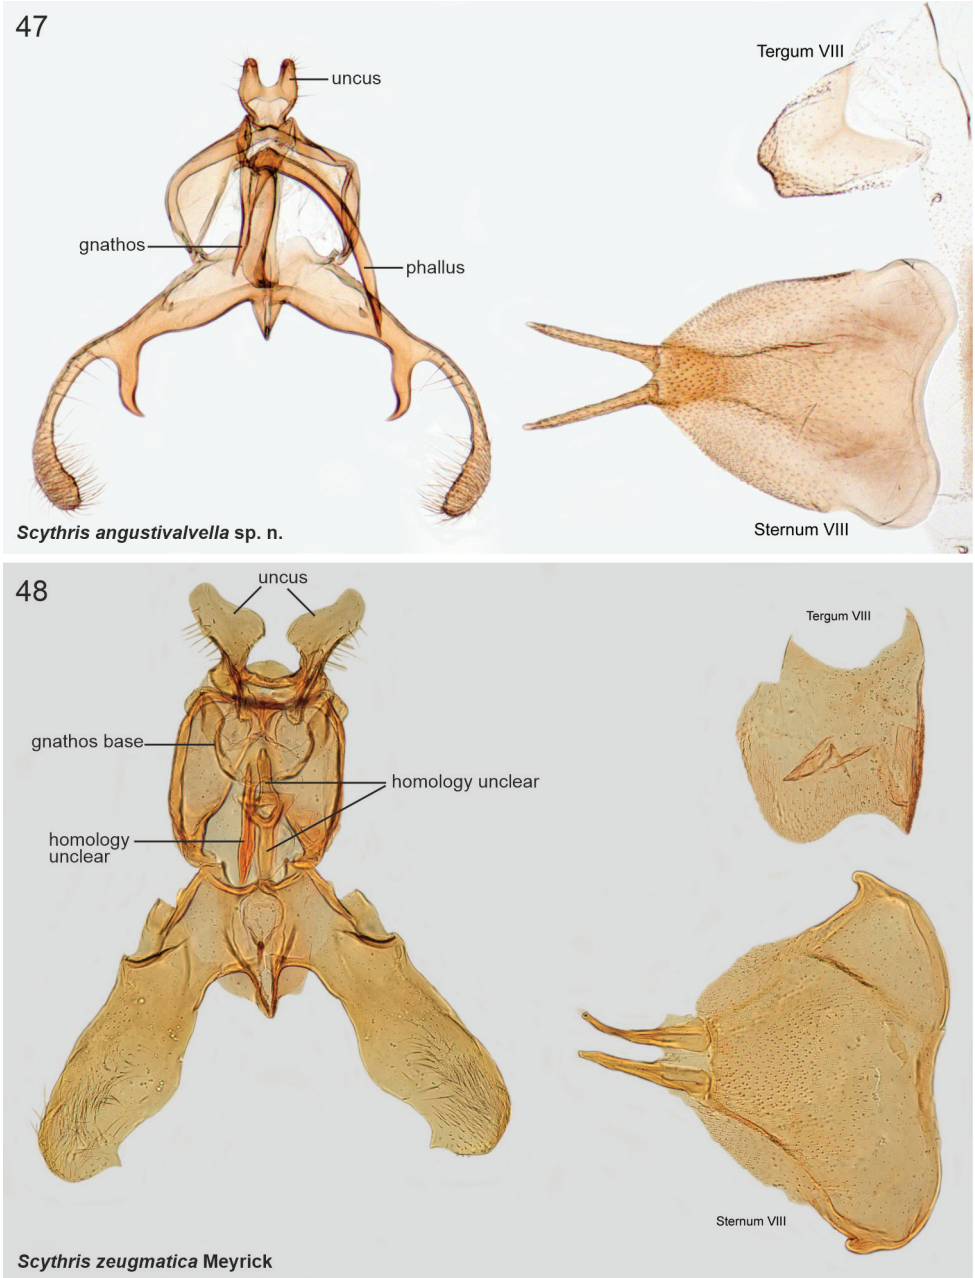 47
uncus
Tergum VIII
gnathos
phallus
Sternum VIII
Scythris angustivalvella sp. n.
48
uncus
Tergum VIII
gnathos base
homology unclear
homology
unclear
Sternum VIII
Scythris zeugmatica Meyrick